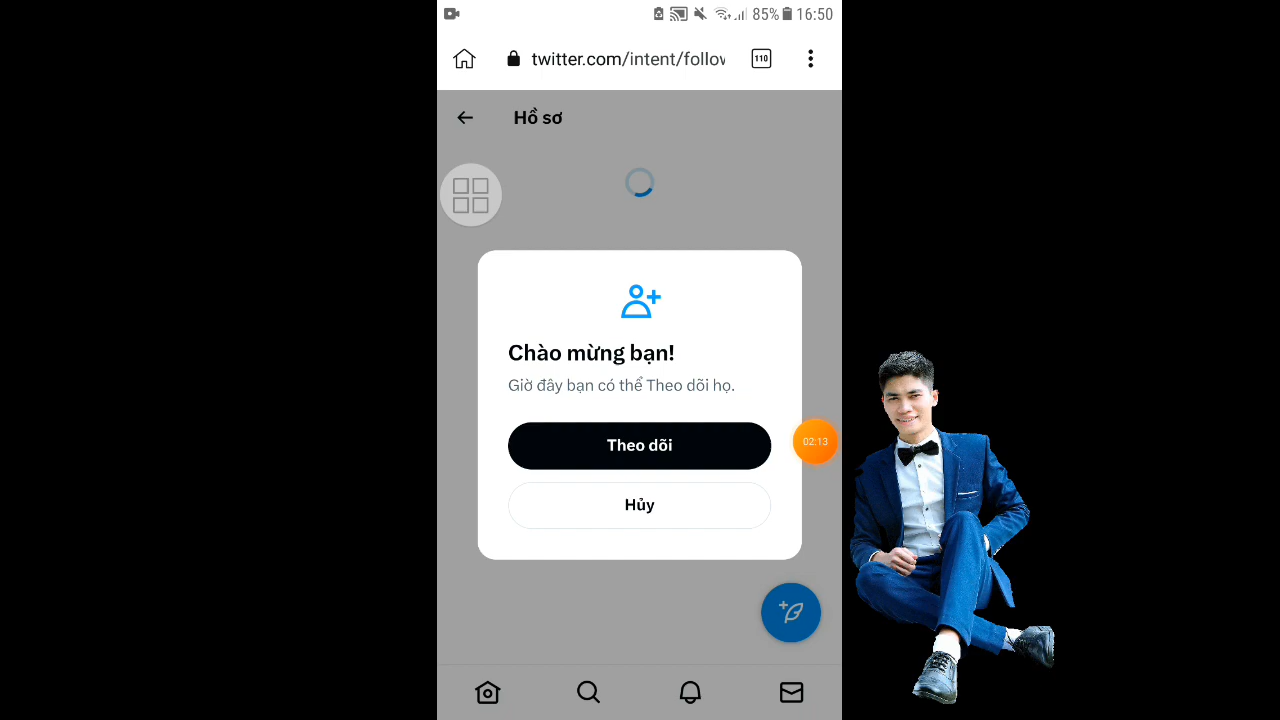 85% 16:50
twitter.com/intent/follow
110
Hồ sơ
Chào mừng bạn!
Giờ đây bạn có thể Theo dõi họ.
Theo dõi
02:13
Hủy